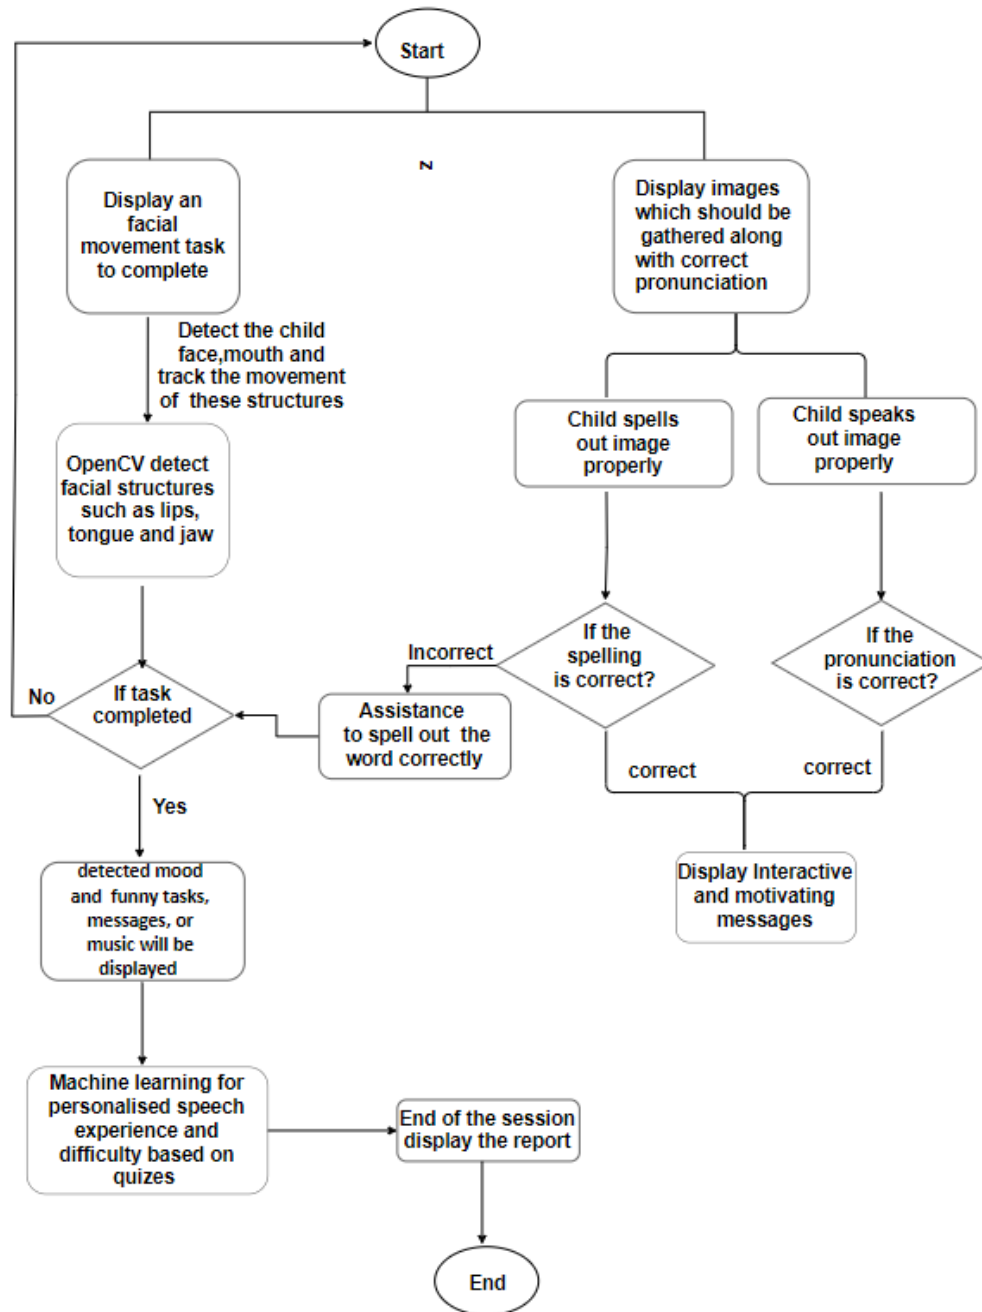 Start
z
Display an
facial
movement task
to complete
Display images
which should be
gathered along
with correct
pronunciation
Detect the child
face,mouth and
track the movement
of these structures
Child spells
out image
properly
Child speaks
out image
properly
OpenCV detect
facial structures
such as lips,
tongue and jaw
If the
spelling
is correct?
If the
pronunciation
is correct?
Incorrect
No
If task
completed
Assistance
to spell out the
word correctly
correct
correct
Yes
detected mood
and funny tasks,
messages, or
music will be
displayed
Display Interactive
and motivating
messages
Machine learning for
personalised speech
experience and
difficulty based on
quizes
End of the session
display the report
End